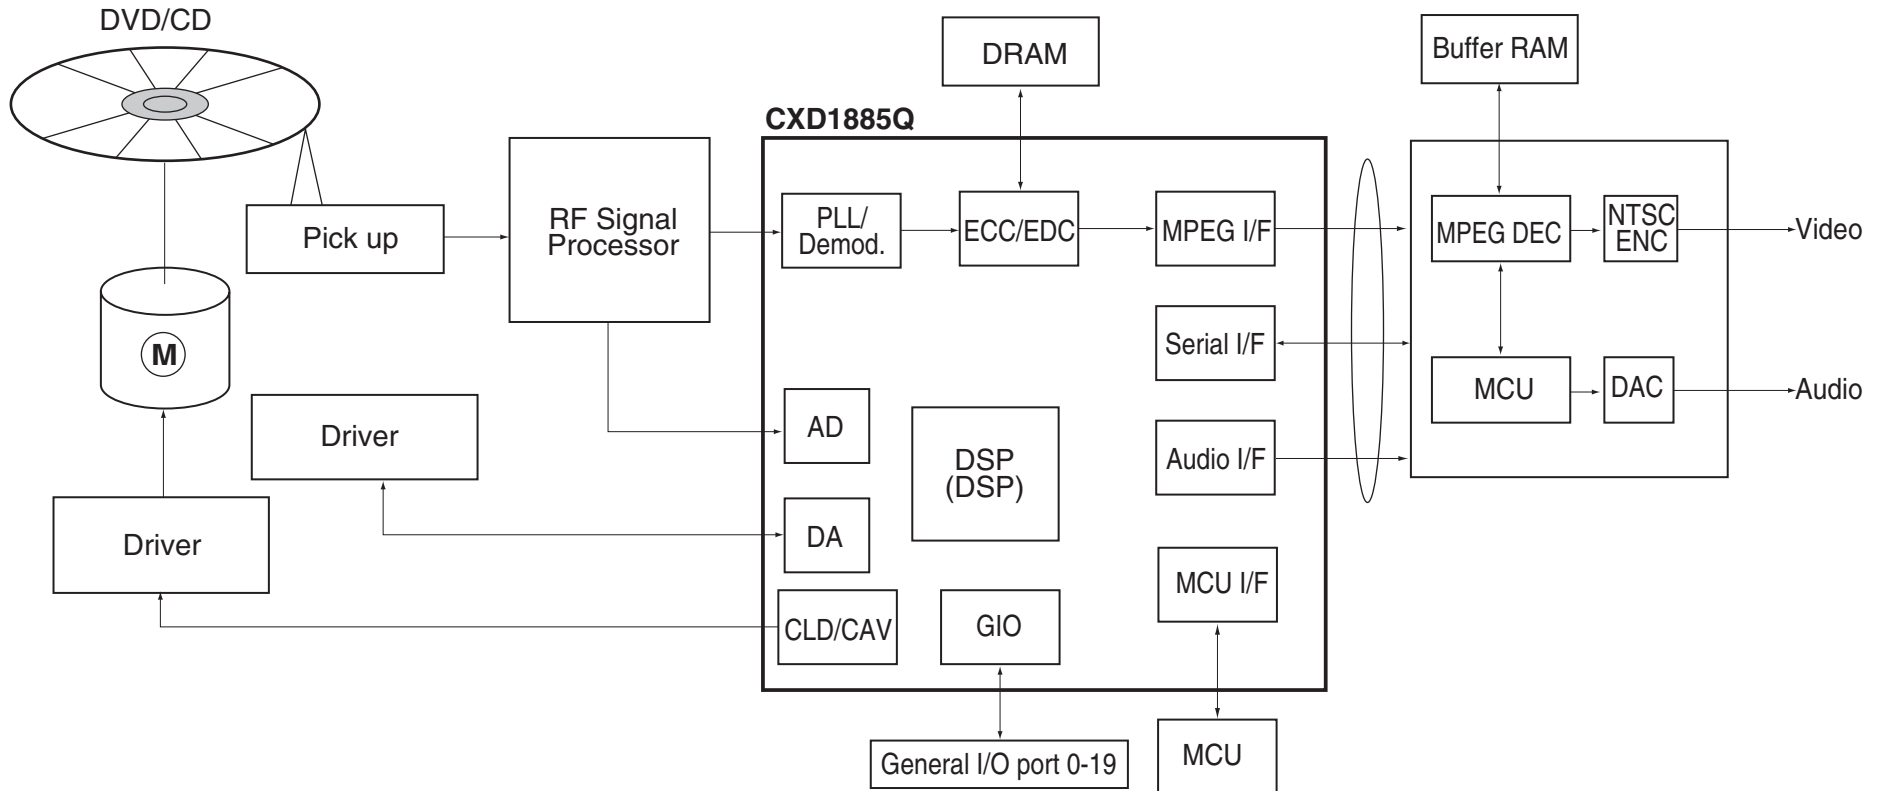 DVD/CD
DRAM
Buffer RAM
CXD1885Q
Pick up
RF Signal
Processor
PLL/
Demod.
ECC/EDC
MPEG I/F
MPEG DEC
NTSC
ENC
Video
M
Serial I/F
MCU
DAC
Audio
Driver
AD
DSP
(DSP)
Audio I/F
Driver
DA
MCU I/F
CLD/CAV
GIO
General I/O port 0-19
MCU